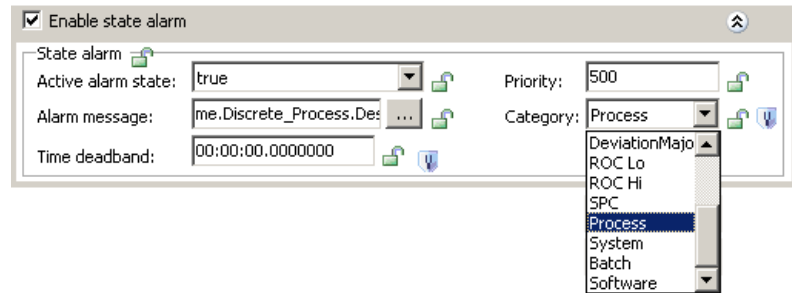 Enable state alarm
State alarm
Active alarm state: true Priority: 500
Alarm message: me.Discrete_Process.Des ... Category: Process
Time deadband: 00:00:00.0000000
DeviationMajo
ROC Lo
ROC Hi
SPC
Process
System
Batch
Software